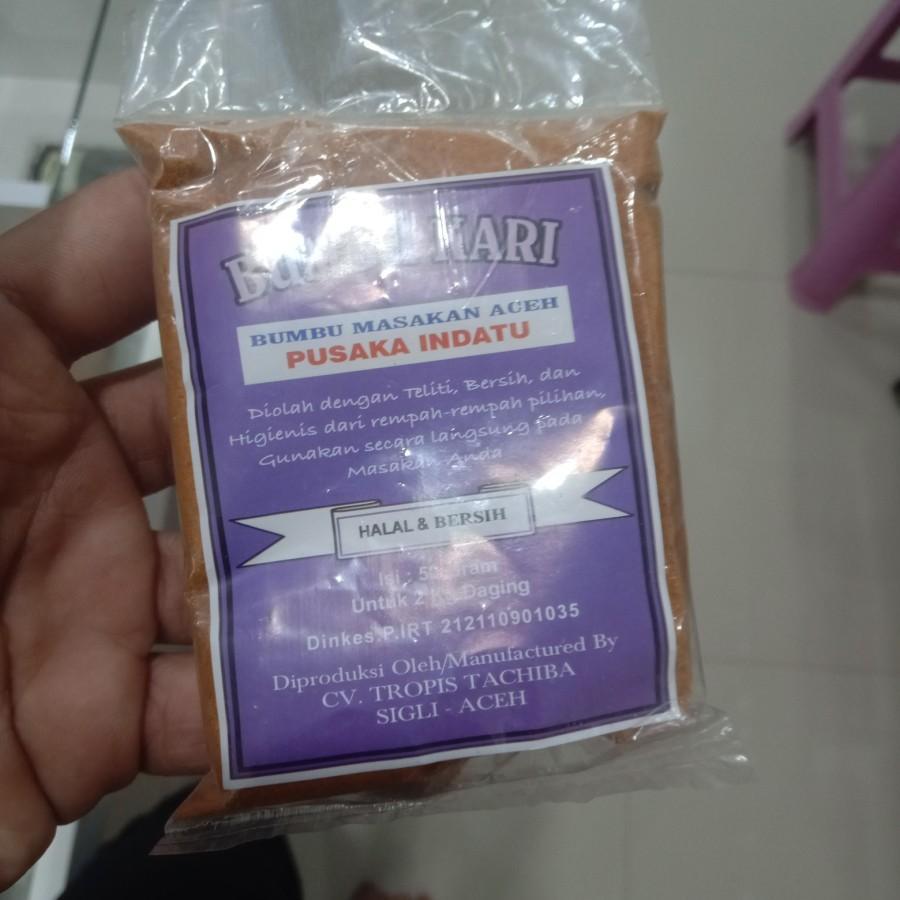 KARI
BUMBU MASAKAN ACEH
PUSAKA INDATU
Diolah dengan Teliti, Bersih, dan
Higienis dari rempah-rempah pilihan,
Gunakan secara langsung pada
Masakan Anda
HALAL & BERSIH
Isi :
Untuk 2 Daging
Dinkes.P.IRT 212110901035
Diproduksi Oleh/Manufactured By
CV. TROPIS TACHIBA
SIGLI - ACEH